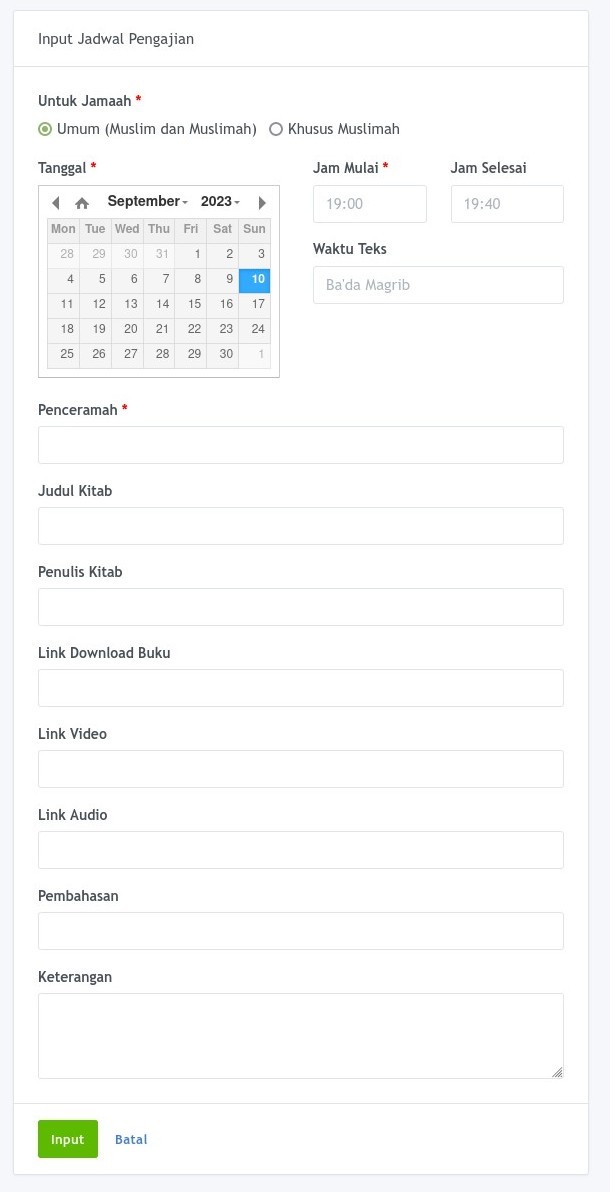 Input Jadwal Pengajian
Untuk Jamaah *
Umum (Muslim dan Muslimah) Khusus Muslimah
Tanggal *
September 2023
Mon Tue Wed Thu Fri Sat Sun
28 29 30 31 1 2 3
4 5 6 7 8 9 10
11 12 13 14 15 16 17
18 19 20 21 22 23 24
25 26 27 28 29 30 1
Jam Mulai * Jam Selesai
19:00 19:40
Waktu Teks
Ba'da Magrib
Penceramah *
Judul Kitab
Penulis Kitab
Link Download Buku
Link Video
Link Audio
Pembahasan
Keterangan
Input Batal